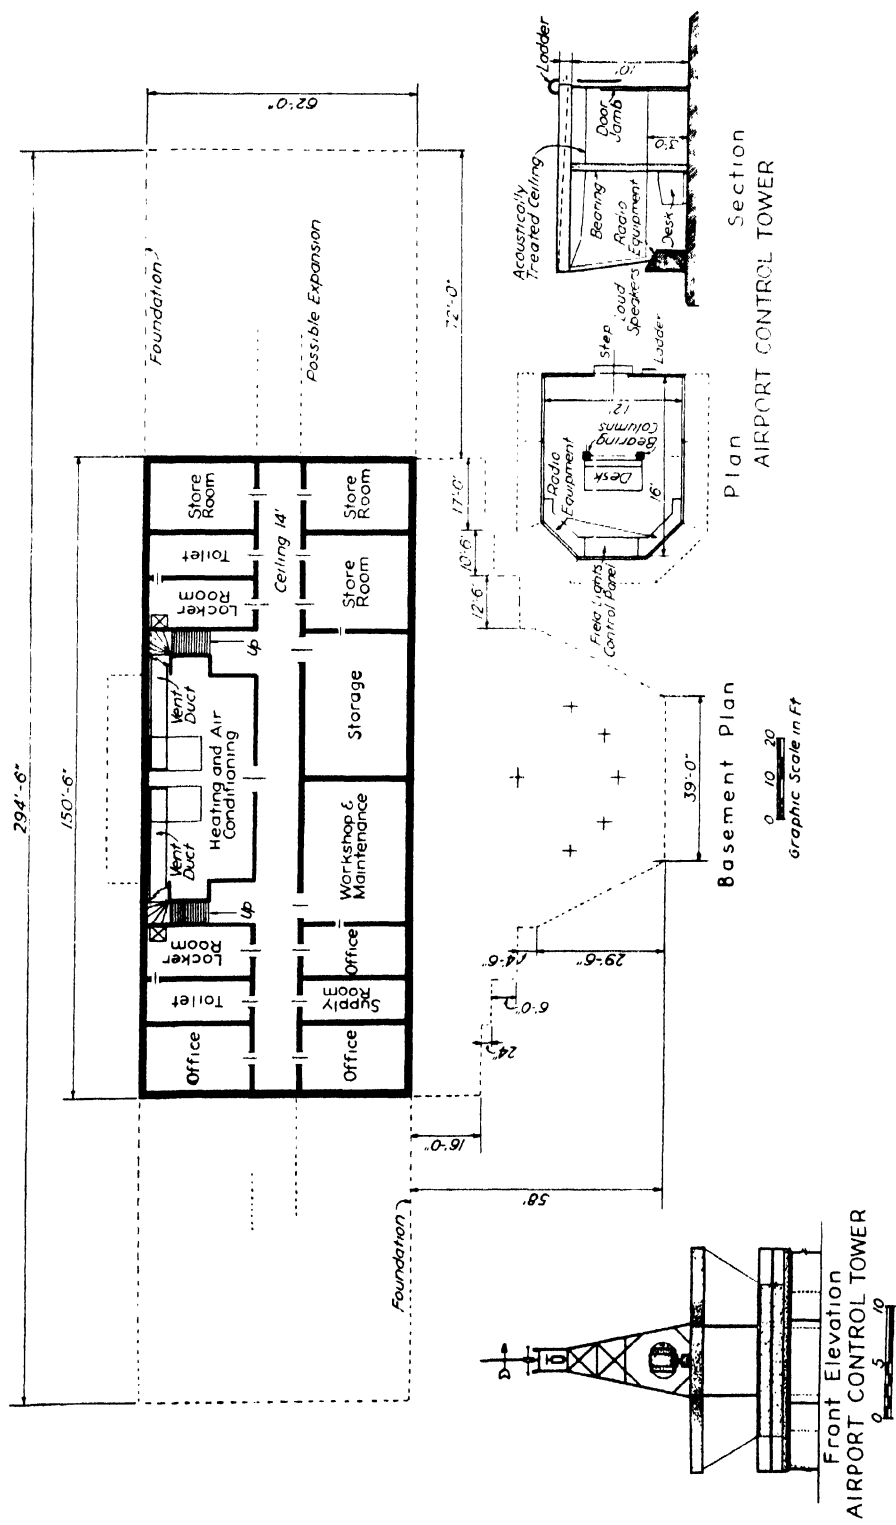 294'-6"
150'-6"
62'-0"
Foundation
Possible Expansion
72'-0"
Office
Toilet
Locker
Room
Up
Vent
Duct
Heating and Air
Conditioning
Vent
Duct
Up
Locker
Room
Toilet
Store
Room
Ceiling 14'
Office
Supply
Room
Office
Workshop &
Maintenance
Storage
Store
Room
Store
Room
Foundation
16'-0"
58'
24"
6'-0"
4'-6"
29'-6"
39'-0"
12'-6"
10'-6"
17'-0"
Basement Plan
0 10 20
Graphic Scale in Ft
Front Elevation
AIRPORT CONTROL TOWER
0 5 10
Radio
Equipment
Field Lights
Control Panel
Desk
Bearing
Columns
12'
16'
Step
Ladder
Plan
AIRPORT CONTROL TOWER
Acoustically
Treated Ceiling
Bearing
Radio
Equipment
Loud
Speakers
Desk
Door
Jamb
3'0"
10'
Ladder
Section